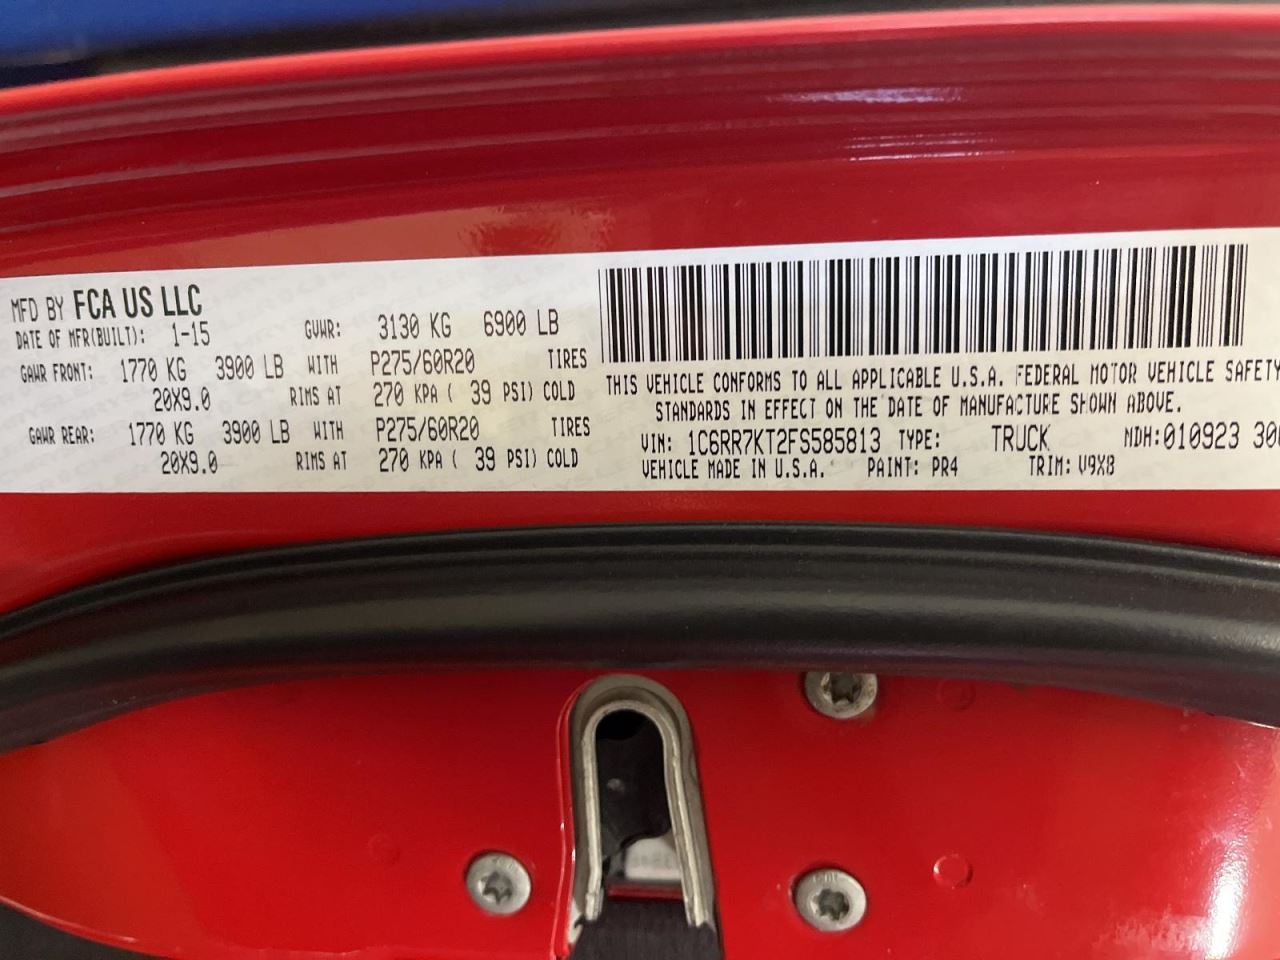 MFD BY FCA US LLC
DATE OF MFR(BUILT): 1-15 GVWR: 3130 KG 6900 LB
GAWR FRONT: 1770 KG 3900 LB WITH P275/60R20 TIRES
20X9.0 RIMS AT 270 KPA ( 39 PSI) COLD
GAWR REAR: 1770 KG 3900 LB WITH P275/60R20 TIRES
20X9.0 RIMS AT 270 KPA ( 39 PSI) COLD
THIS VEHICLE CONFORMS TO ALL APPLICABLE U.S.A. FEDERAL MOTOR VEHICLE SAFETY
STANDARDS IN EFFECT ON THE DATE OF MANUFACTURE SHOWN ABOVE.
VIN: 1C6RR7KT2FS585813 TYPE: TRUCK MDH:010923
VEHICLE MADE IN U.S.A. PAINT: PR4 TRIM: V9X8